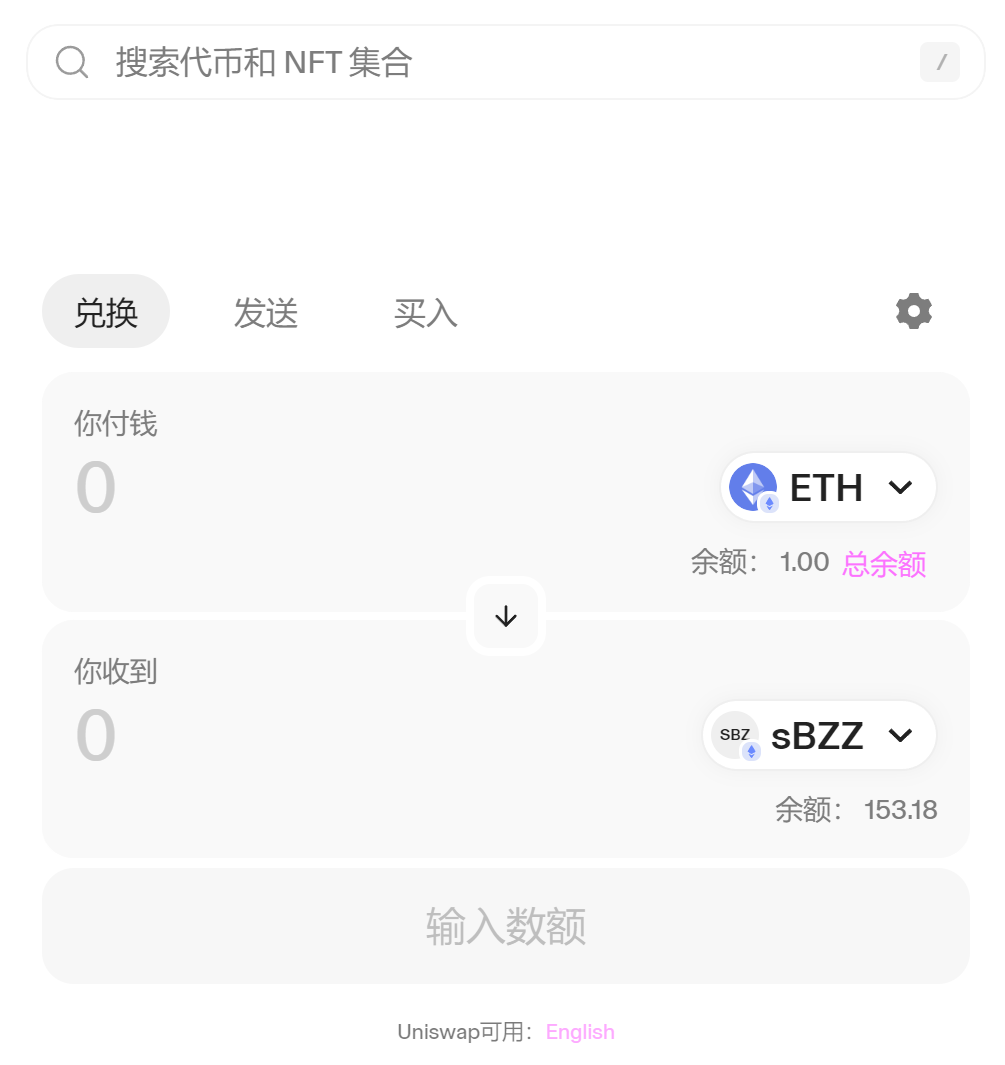 搜索代币和 NFT 集合 /
兑换 发送 买入
你付钱
0 ETH
余额： 1.00 总余额
你收到
0 SBZ sBZZ
余额： 153.18
输入数额
Uniswap可用： English